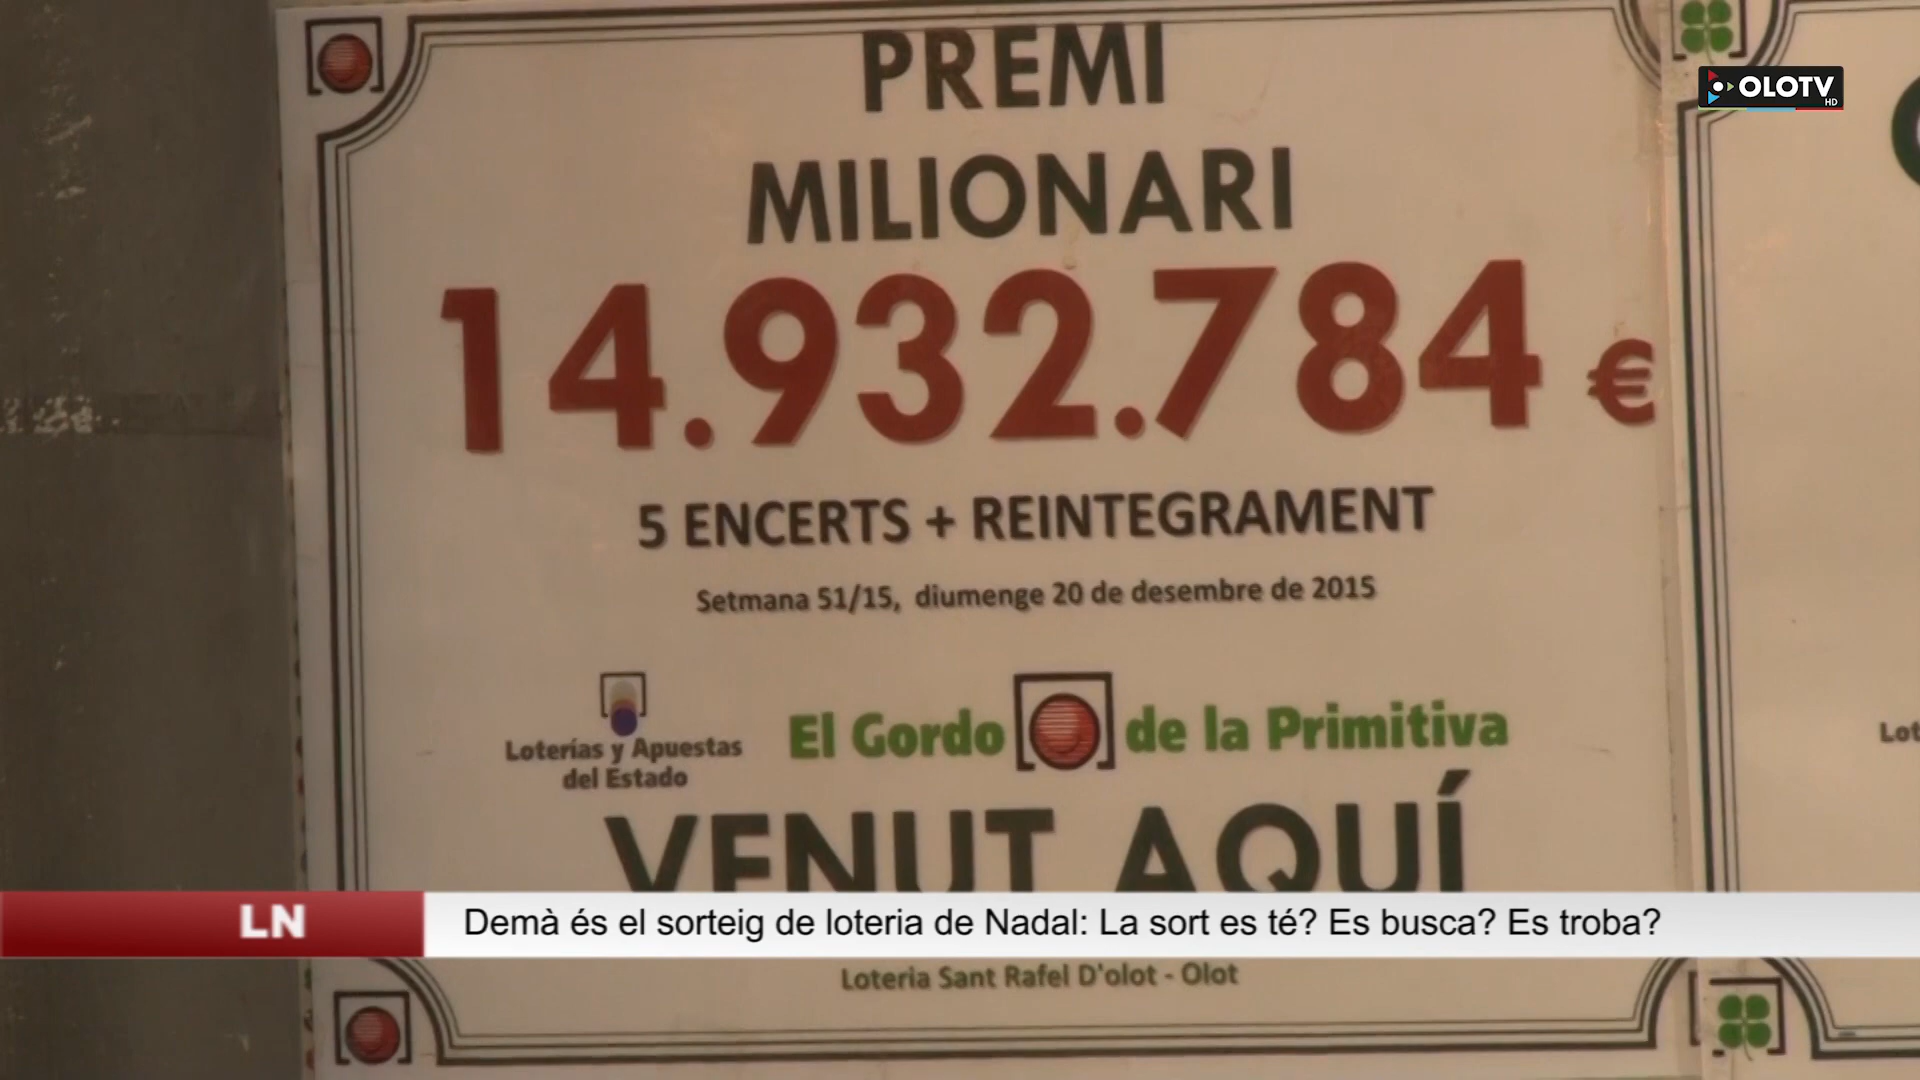 PREMI
MILIONARI
14.932.784 €
5 ENCERTS + REINTEGRAMENT
Setmana 51/15, diumenge 20 de desembre de 2015
Loterías y Apuestas
del Estado
El Gordo de la Primitiva
VENUT AQUÍ
Loteria Sant Rafel D'olot - Olot
OLOTV
HD
Lot
LN
Demà és el sorteig de loteria de Nadal: La sort es té? Es busca? Es troba?